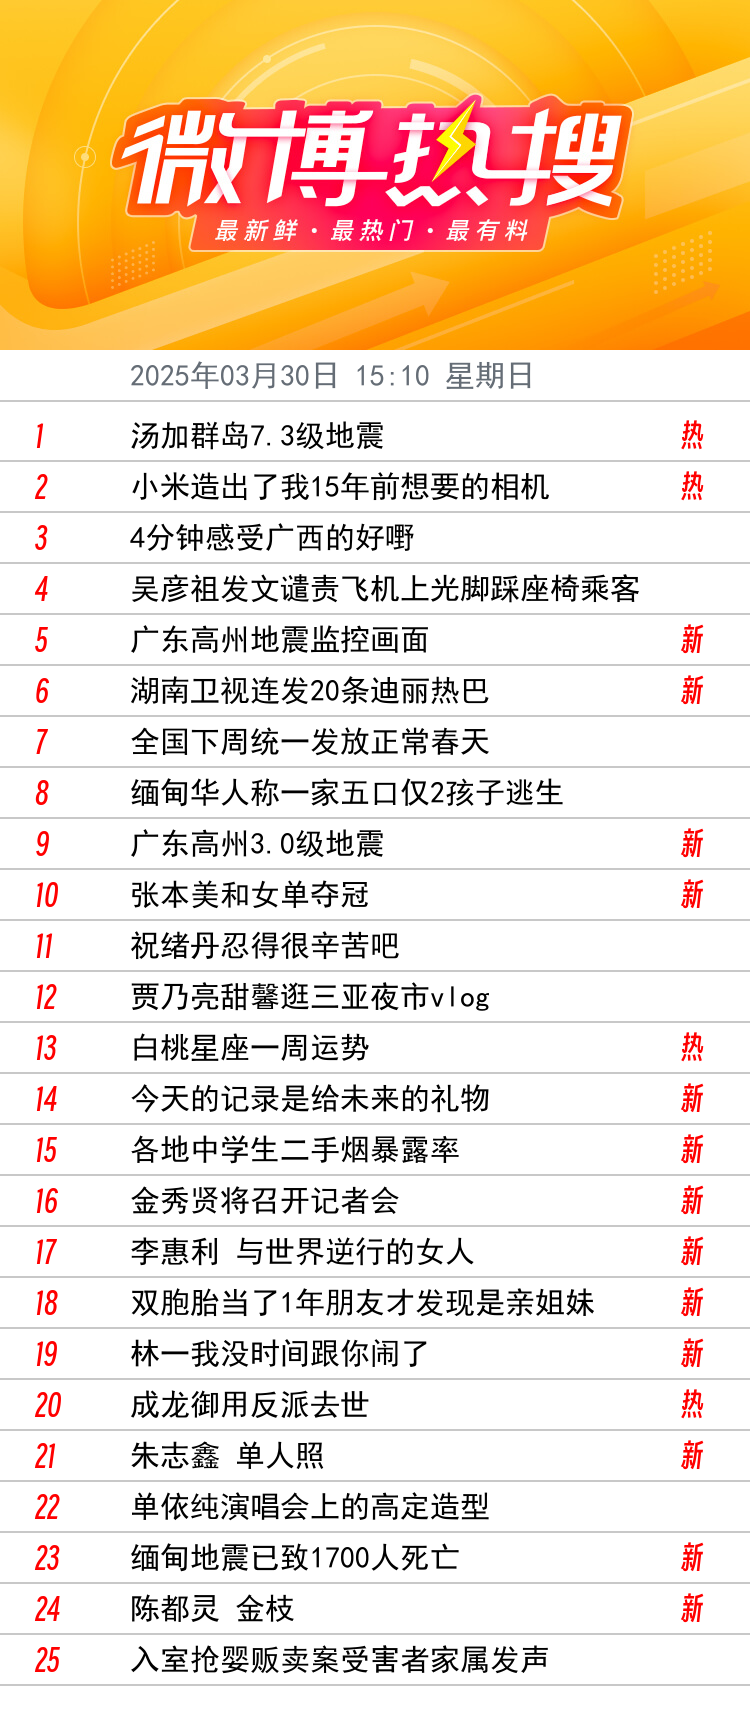 微博热搜
最新鲜·最热门·最有料
2025年03月30日 15:10 星期日
1 汤加群岛7.3级地震 热
2 小米造出了我15年前想要的相机 热
3 4分钟感受广西的好嘢
4 吴彦祖发文谴责飞机上光脚踩座椅乘客
5 广东高州地震监控画面 新
6 湖南卫视连发20条迪丽热巴 新
7 全国下周统一发放正常春天
8 缅甸华人称一家五口仅2孩子逃生
9 广东高州3.0级地震 新
10 张本美和女单夺冠 新
11 祝绪丹忍得很辛苦吧
12 贾乃亮甜馨逛三亚夜市vlog
13 白桃星座一周运势 热
14 今天的记录是给未来的礼物 新
15 各地中学生二手烟暴露率 新
16 金秀贤将召开记者会 新
17 李惠利 与世界逆行的女人 新
18 双胞胎当了1年朋友才发现是亲姐妹 新
19 林一我没时间跟你闹了 新
20 成龙御用反派去世 热
21 朱志鑫 单人照 新
22 单依纯演唱会上的高定造型
23 缅甸地震已致1700人死亡 新
24 陈都灵 金枝 新
25 入室抢婴贩卖案受害者家属发声